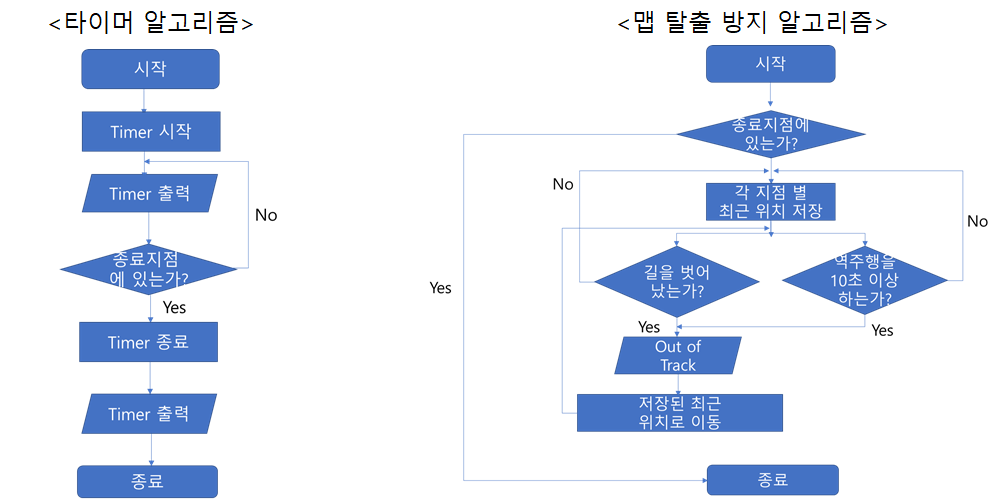 <타이머 알고리즘>
시작
Timer 시작
Timer 출력
No
종료지점
에 있는가?
Yes
Timer 종료
Timer 출력
종료
<맵 탈출 방지 알고리즘>
시작
종료지점에
있는가?
No
각 지점 별
최근 위치 저장
No
길을 벗어
났는가?
역주행을
10초 이상
하는가?
Yes
Yes
Yes
Out of
Track
저장된 최근
위치로 이동
종료